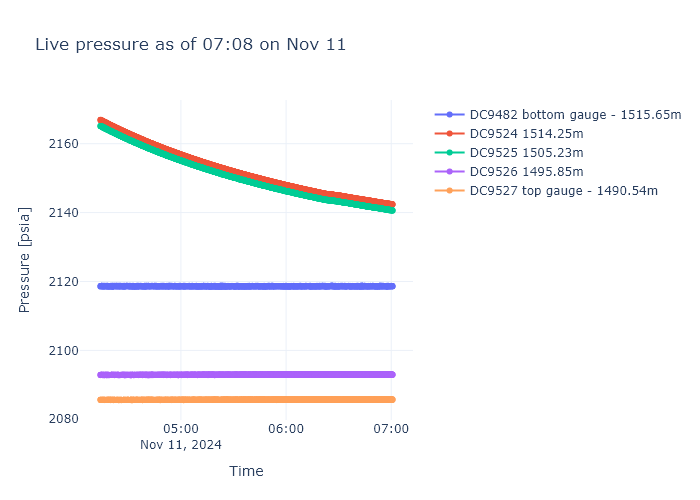 Live pressure as of 07:08 on Nov 11
DC9482 bottom gauge - 1515.65m
DC9524 1514.25m
DC9525 1505.23m
DC9526 1495.85m
DC9527 top gauge - 1490.54m
Pressure [psia]
2160
2140
2120
2100
2080
05:00
06:00
07:00
Nov 11, 2024
Time